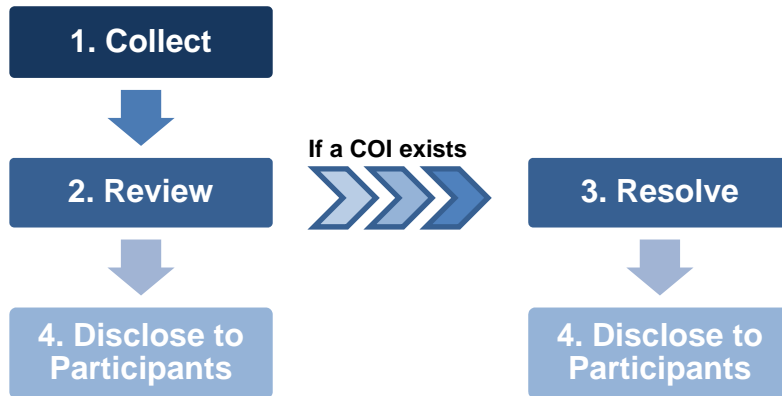 1. Collect
If a COI exists
2. Review
3. Resolve
4. Disclose to
Participants
4. Disclose to
Participants